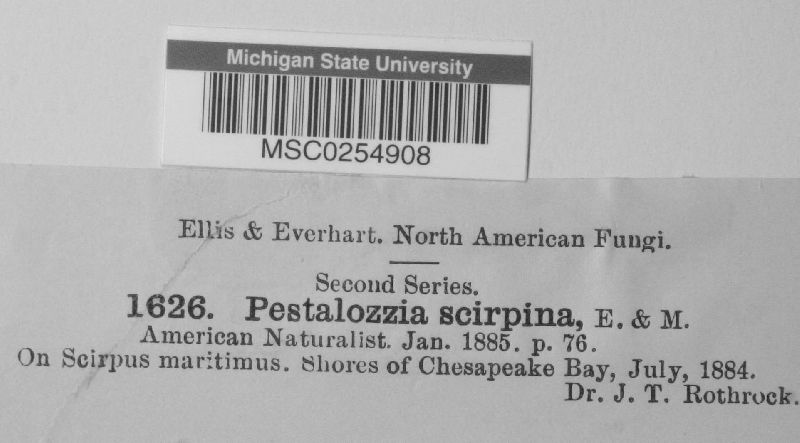 Michigan State University
MSC0254908
Ellis & Everhart. North American Fungi.
Second Series.
1626. Pestalozzia scirpina, E. & M.
American Naturalist. Jan. 1885. p. 76.
On Scirpus maritimus. Shores of Chesapeake Bay, July, 1884.
Dr. J. T. Rothrock.